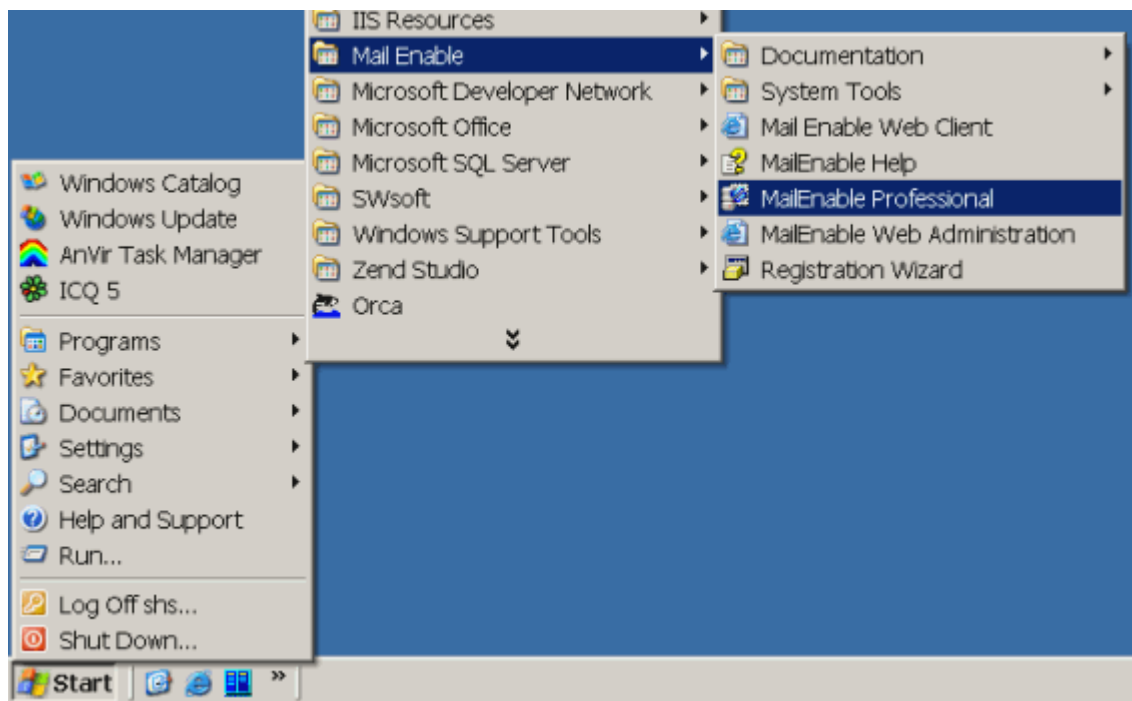 IIS Resources
Mail Enable
Microsoft Developer Network
Microsoft Office
Microsoft SQL Server
SWsoft
Windows Support Tools
Zend Studio
Orca
Documentation
System Tools
Mail Enable Web Client
MailEnable Help
MailEnable Professional
MailEnable Web Administration
Registration Wizard
Windows Catalog
Windows Update
AnVir Task Manager
ICQ 5
Programs
Favorites
Documents
Settings
Search
Help and Support
Run...
Log Off shs...
Shut Down...
Start